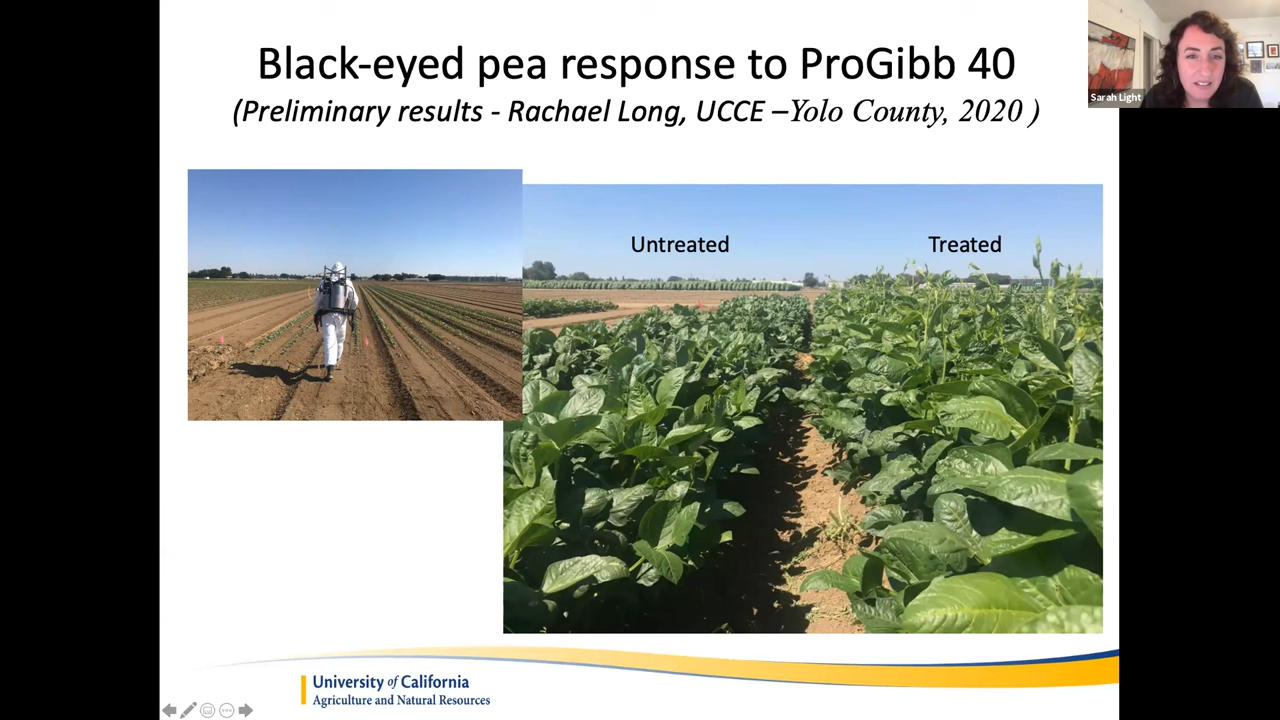 Black-eyed pea response to ProGibb 40
(Preliminary results - Rachael Long, UCCE –Yolo County, 2020 )
Sarah Light
Untreated
Treated
University of California
Agriculture and Natural Resources